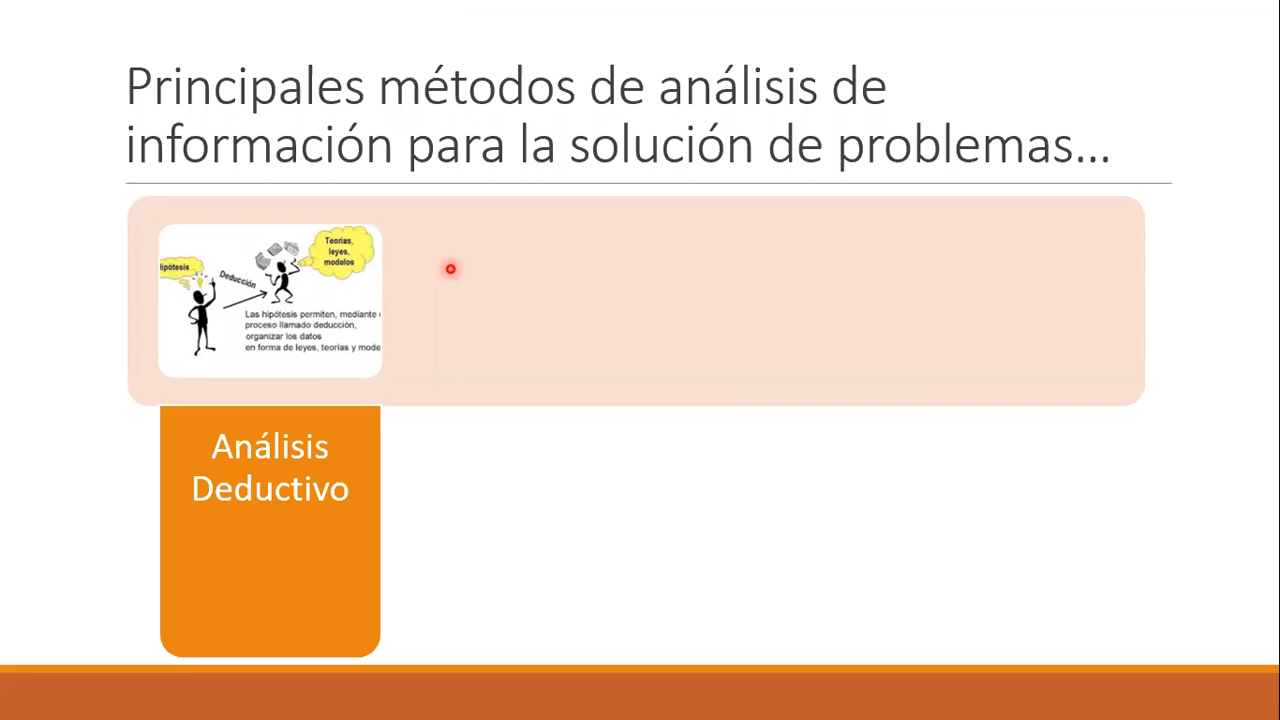 Principales métodos de análisis de
información para la solución de problemas...
Teorías,
leyes,
modelos
ipótesis
Deducción
Las hipótesis permiten, mediante
proceso llamado deducción,
organizar los datos
en forma de leyes, teorías y mode
Análisis
Deductivo